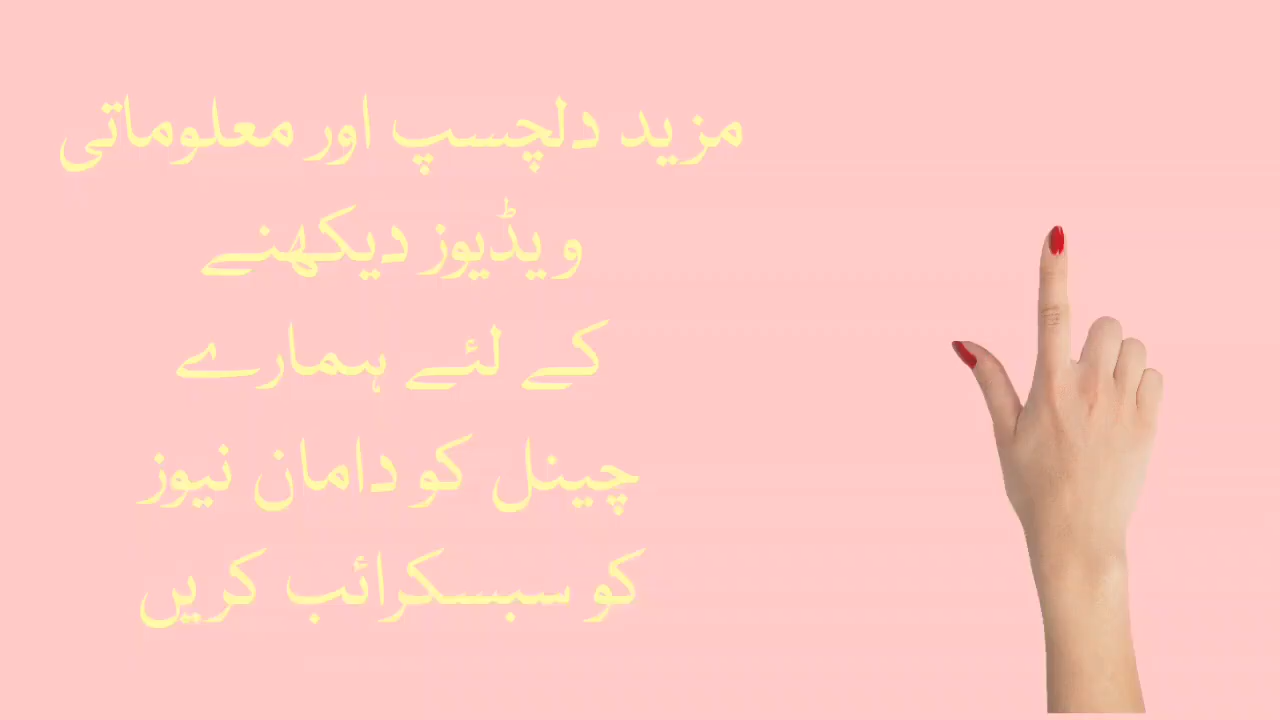 مزید دلچسپ اور معلوماتی
ویڈیوز دیکھنے
کے لئے ہمارے
چینل کو دامان نیوز
کو سبسکرائب کریں